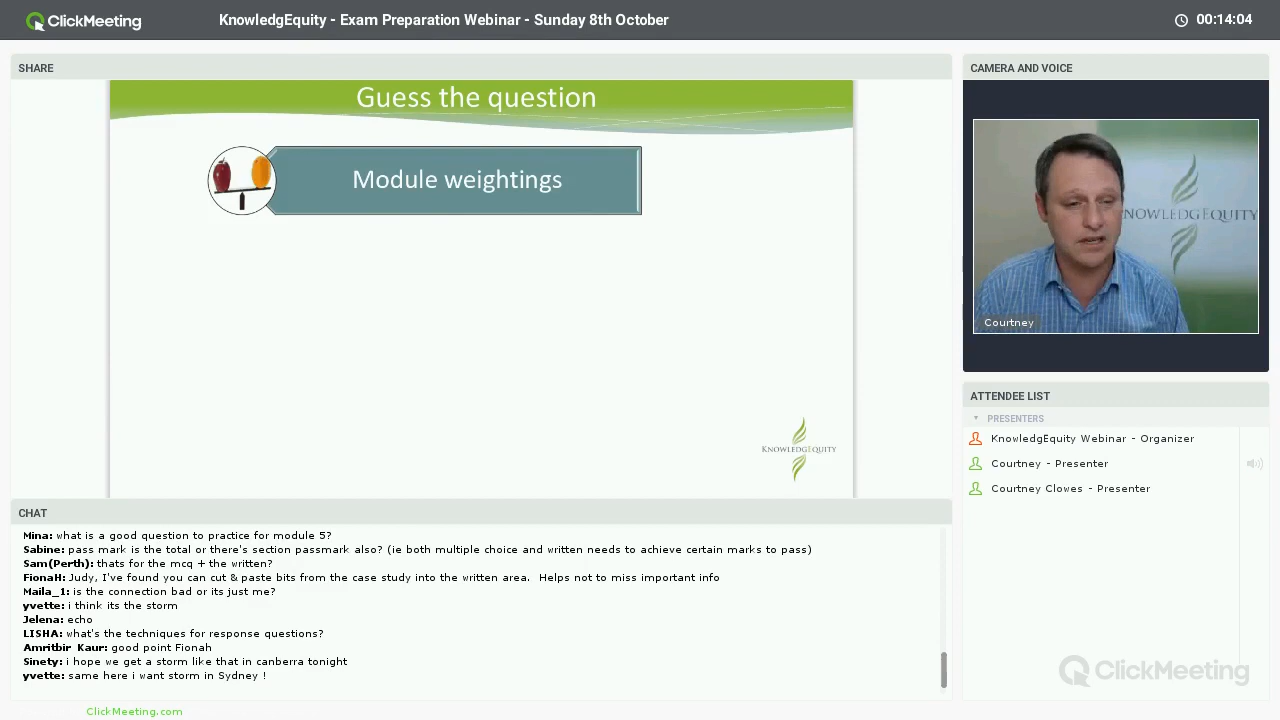 ClickMeeting
KnowledgEquity - Exam Preparation Webinar - Sunday 8th October
00:14:04
SHARE
Guess the question
Module weightings
KNOWLEDGEQUITY
CAMERA AND VOICE
KNOWLEDGEQUITY
Courtney
ATTENDEE LIST
PRESENTERS
KnowledgEquity Webinar - Organizer
Courtney - Presenter
Courtney Clowes - Presenter
CHAT
Mina: what is a good question to practice for module 5?
Sabine: pass mark is the total or there's section passmark also? (ie both multiple choice and written needs to achieve certain marks to pass)
Sam(Perth): thats for the mcq + the written?
FionaH: Judy, I've found you can cut & paste bits from the case study into the written area. Helps not to miss important info
Maila_1: is the connection bad or its just me?
yvette: i think its the storm
Jelena: echo
LISHA: what's the techniques for response questions?
Amritbir Kaur: good point Fionah
Sinety: i hope we get a storm like that in canberra tonight
yvette: same here i want storm in Sydney !
ClickMeeting
ClickMeeting.com